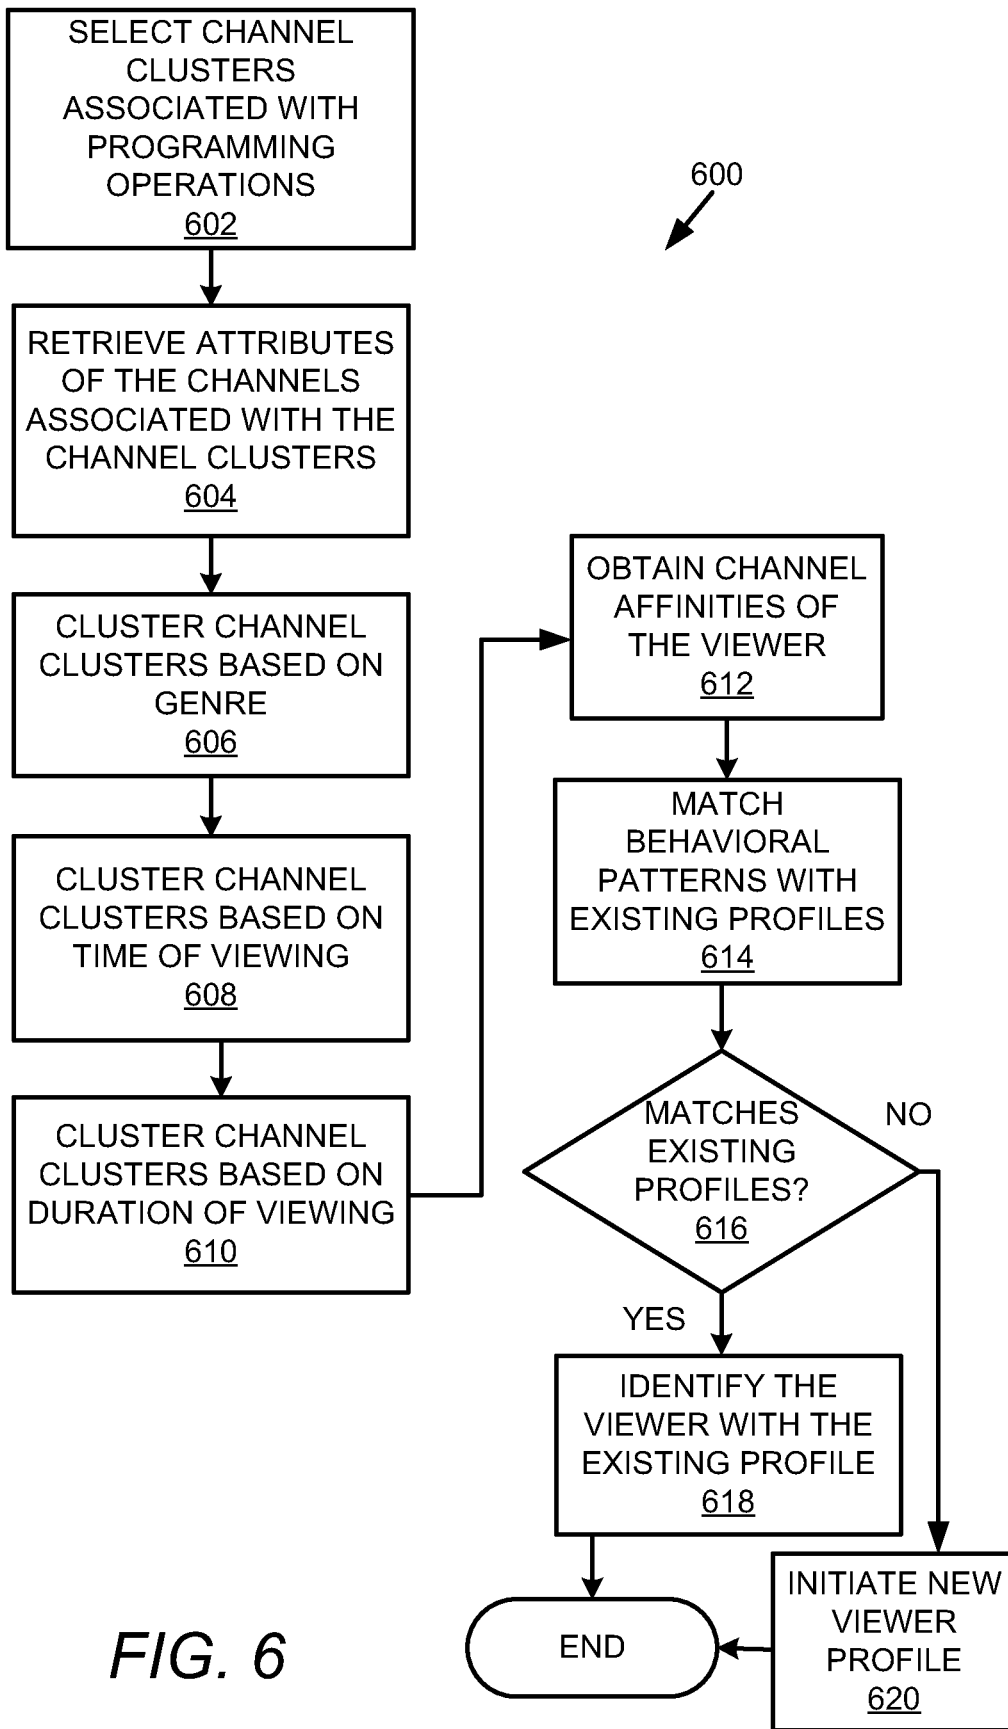 SELECT CHANNEL
CLUSTERS
ASSOCIATED WITH
PROGRAMMING
OPERATIONS
602
600
RETRIEVE ATTRIBUTES
OF THE CHANNELS
ASSOCIATED WITH THE
CHANNEL CLUSTERS
604
CLUSTER CHANNEL
CLUSTERS BASED ON
GENRE
606
CLUSTER CHANNEL
CLUSTERS BASED ON
TIME OF VIEWING
608
CLUSTER CHANNEL
CLUSTERS BASED ON
DURATION OF VIEWING
610
OBTAIN CHANNEL
AFFINITIES OF
THE VIEWER
612
MATCH
BEHAVIORAL
PATTERNS WITH
EXISTING PROFILES
614
MATCHES
EXISTING
PROFILES?
616
NO
YES
IDENTIFY THE
VIEWER WITH THE
EXISTING PROFILE
618
INITIATE NEW
VIEWER
PROFILE
620
END
FIG. 6